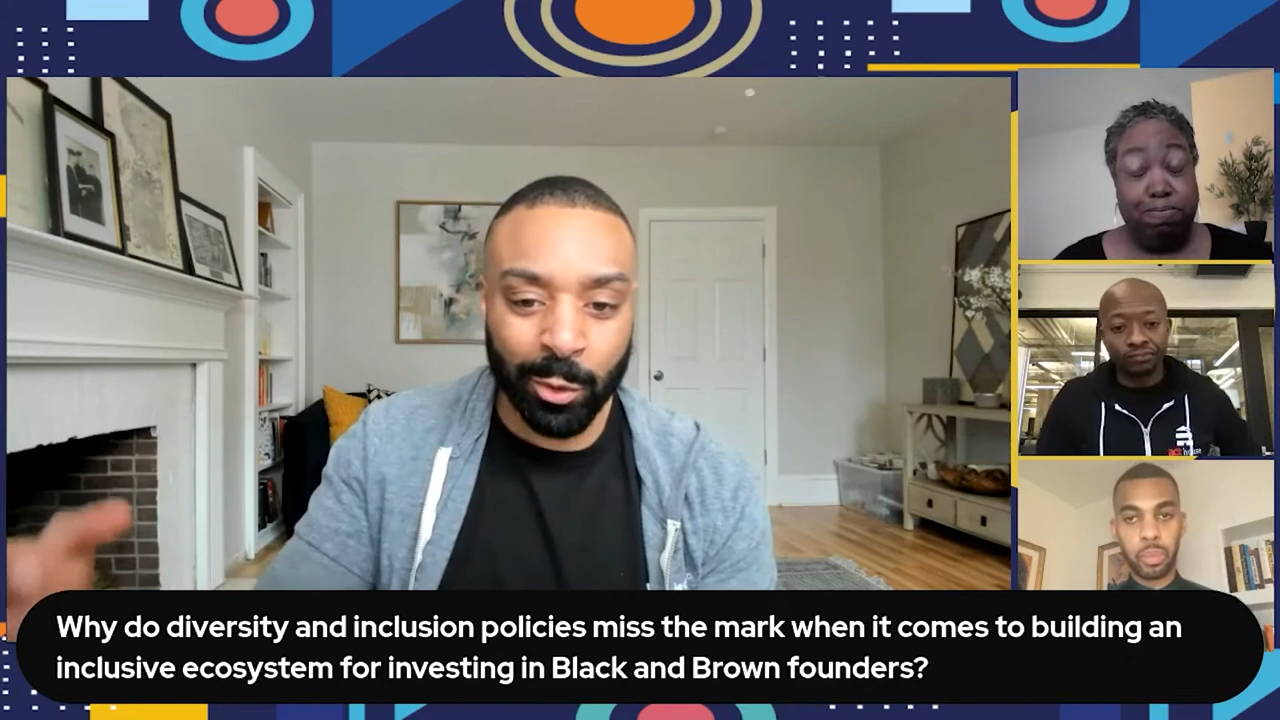 Why do diversity and inclusion policies miss the mark when it comes to building an
inclusive ecosystem for investing in Black and Brown founders?